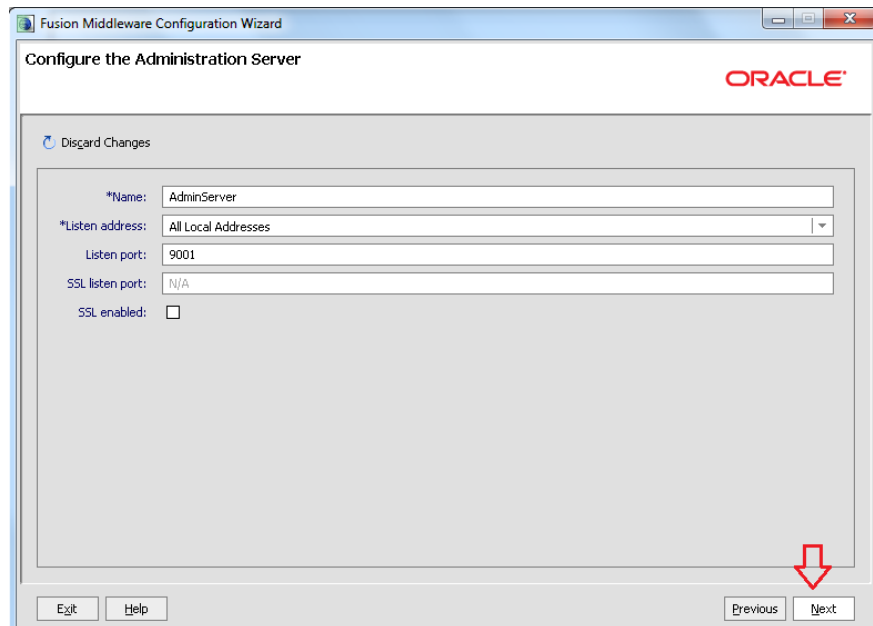 Fusion Middleware Configuration Wizard
Configure the Administration Server
ORACLE
Discard Changes
*Name: AdminServer
*Listen address: All Local Addresses
Listen port: 9001
SSL listen port: N/A
SSL enabled:
Exit Help Previous Next